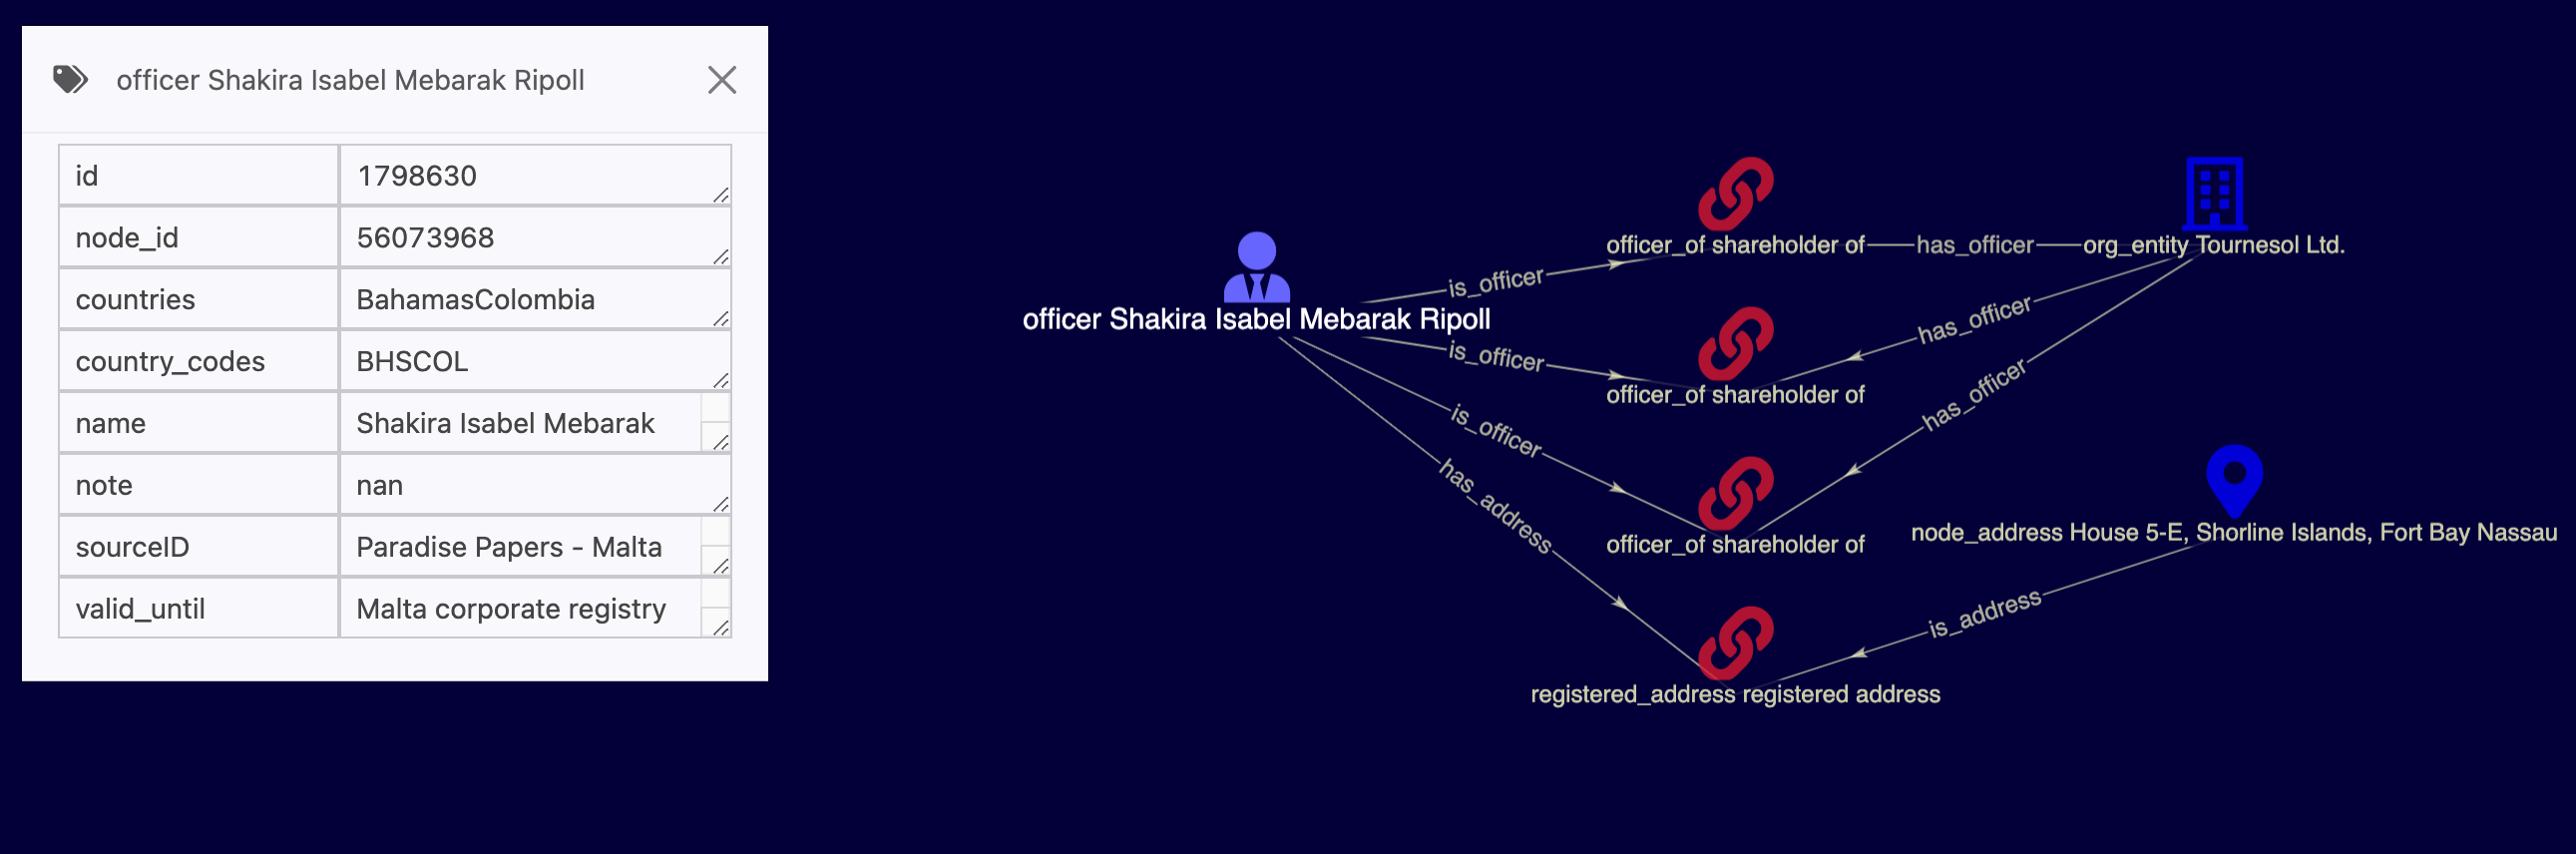 officer Shakira Isabel Mebarak Ripoll
id 1798630
node_id 56073968
countries BahamasColombia
country_codes BHSCOL
name Shakira Isabel Mebarak
note nan
sourceID Paradise Papers - Malta
valid_until Malta corporate registry
officer Shakira Isabel Mebarak Ripoll
is_officer
officer_of shareholder of
has_officer
org_entity Tournesol Ltd.
is_officer
officer_of shareholder of
has_officer
is_officer
officer_of shareholder of
has_officer
has_address
registered_address registered address
is_address
node_address House 5-E, Shorline Islands, Fort Bay Nassau